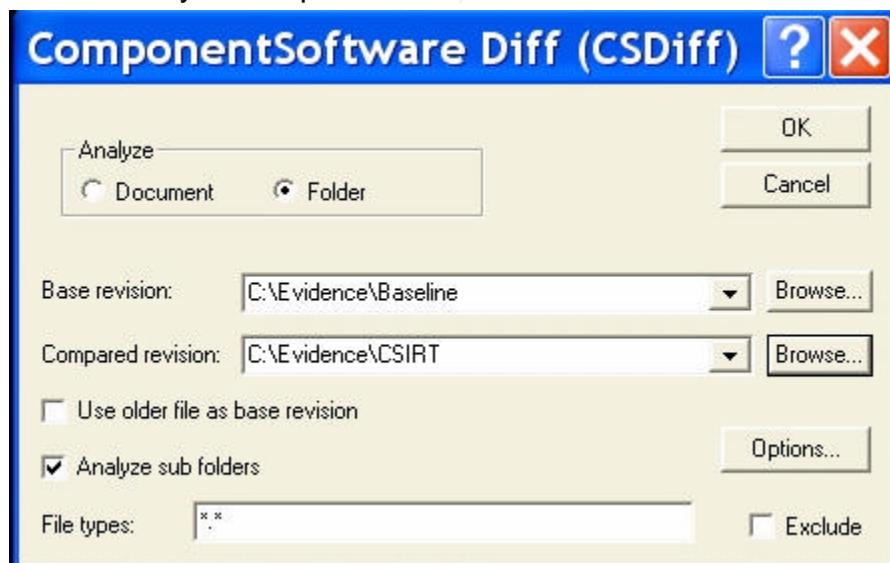 ComponentSoftware Diff (CSDiff) ?
OK
Analyze
Document Folder
Cancel
Base revision: C:\Evidence\Baseline Browse...
Compared revision: C:\Evidence\CSIRT Browse...
Use older file as base revision
Options...
Analyze sub folders
File types: *.* Exclude